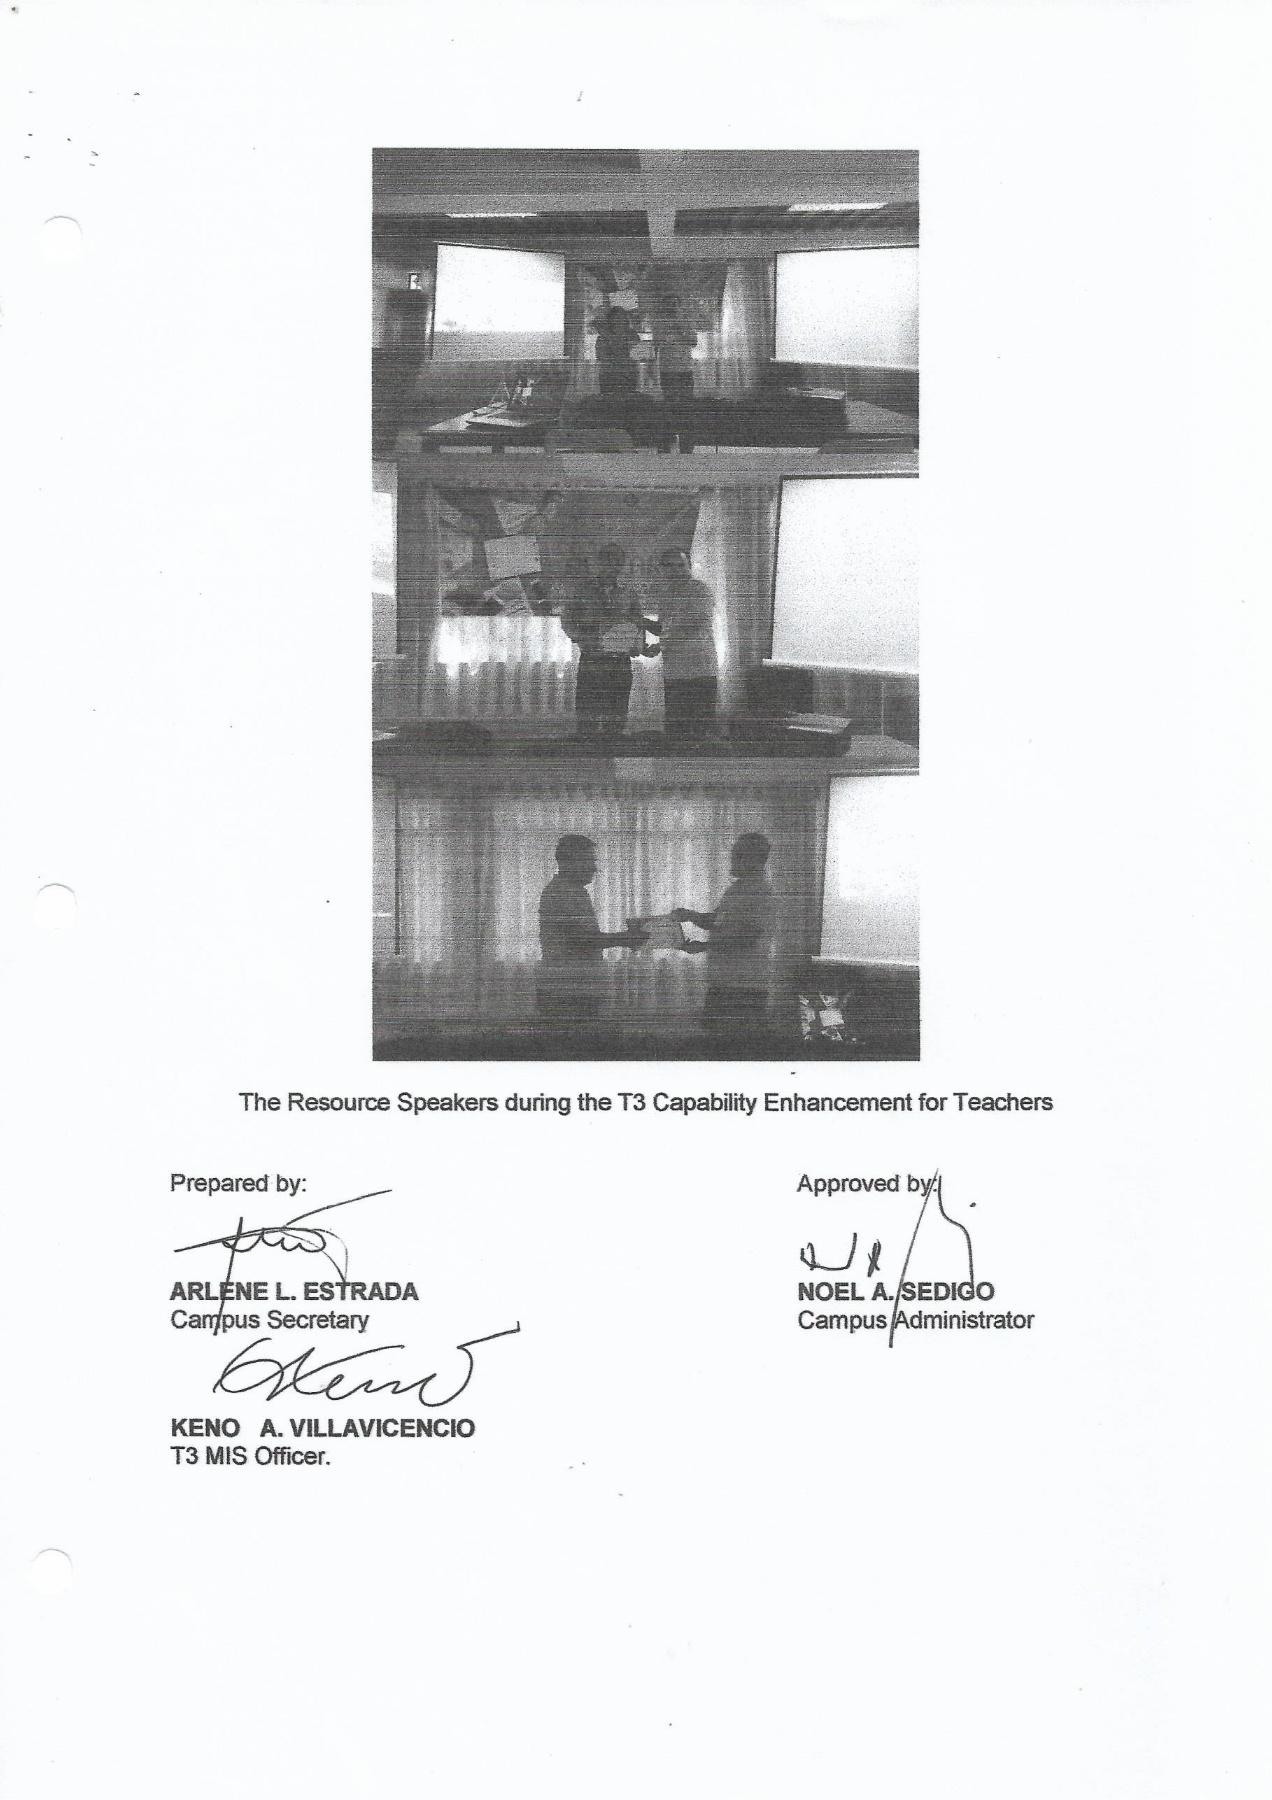 The Resource Speakers during the T3 Capability Enhancement for Teachers
Prepared by:
Approved by:
ARLENE L. ESTRADA
NOEL A. SEDIGO
Campus Secretary
Campus Administrator
KENO A. VILLAVICENCIO
T3 MIS Officer.